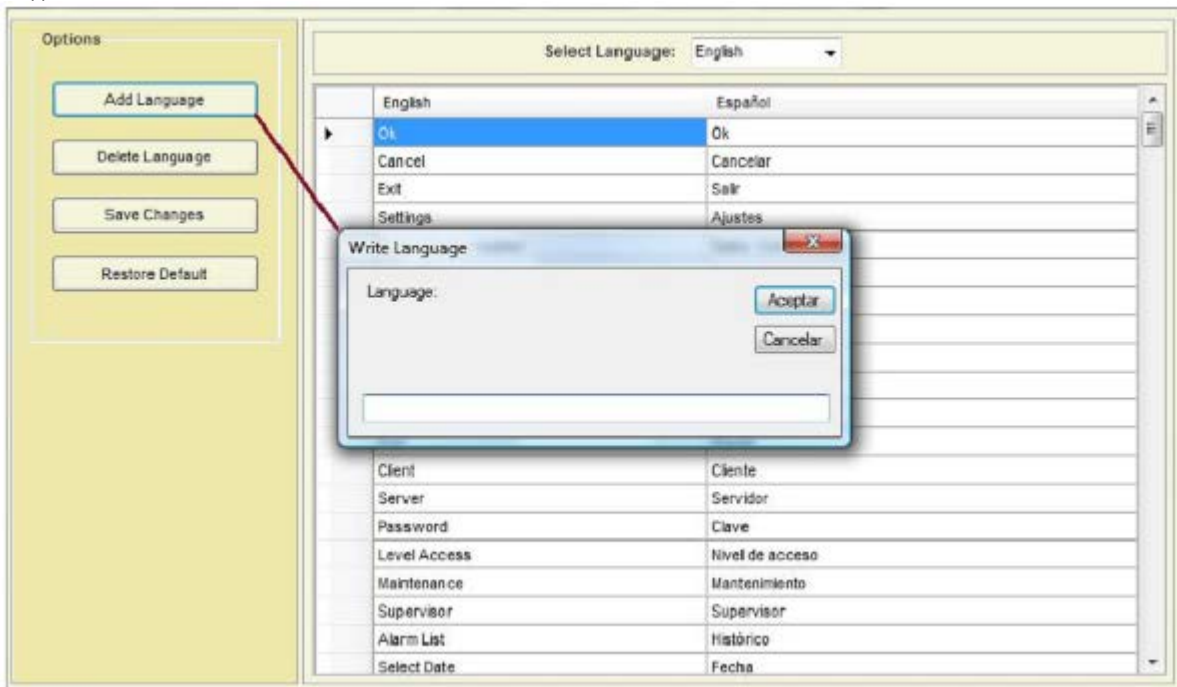 Options
Add Language
Delete Language
Save Changes
Restore Default
Select Language: English
English Español
Ok Ok
Cancel Cancelar
Exit Salir
Settings Ajustes
Write Language
Language:
Aceptar
Cancelar
Client Cliente
Server Servidor
Password Clave
Level Access Nivel de acceso
Maintenance Mantenimiento
Supervisor Supervisor
Alarm List Histórico
Select Date Fecha